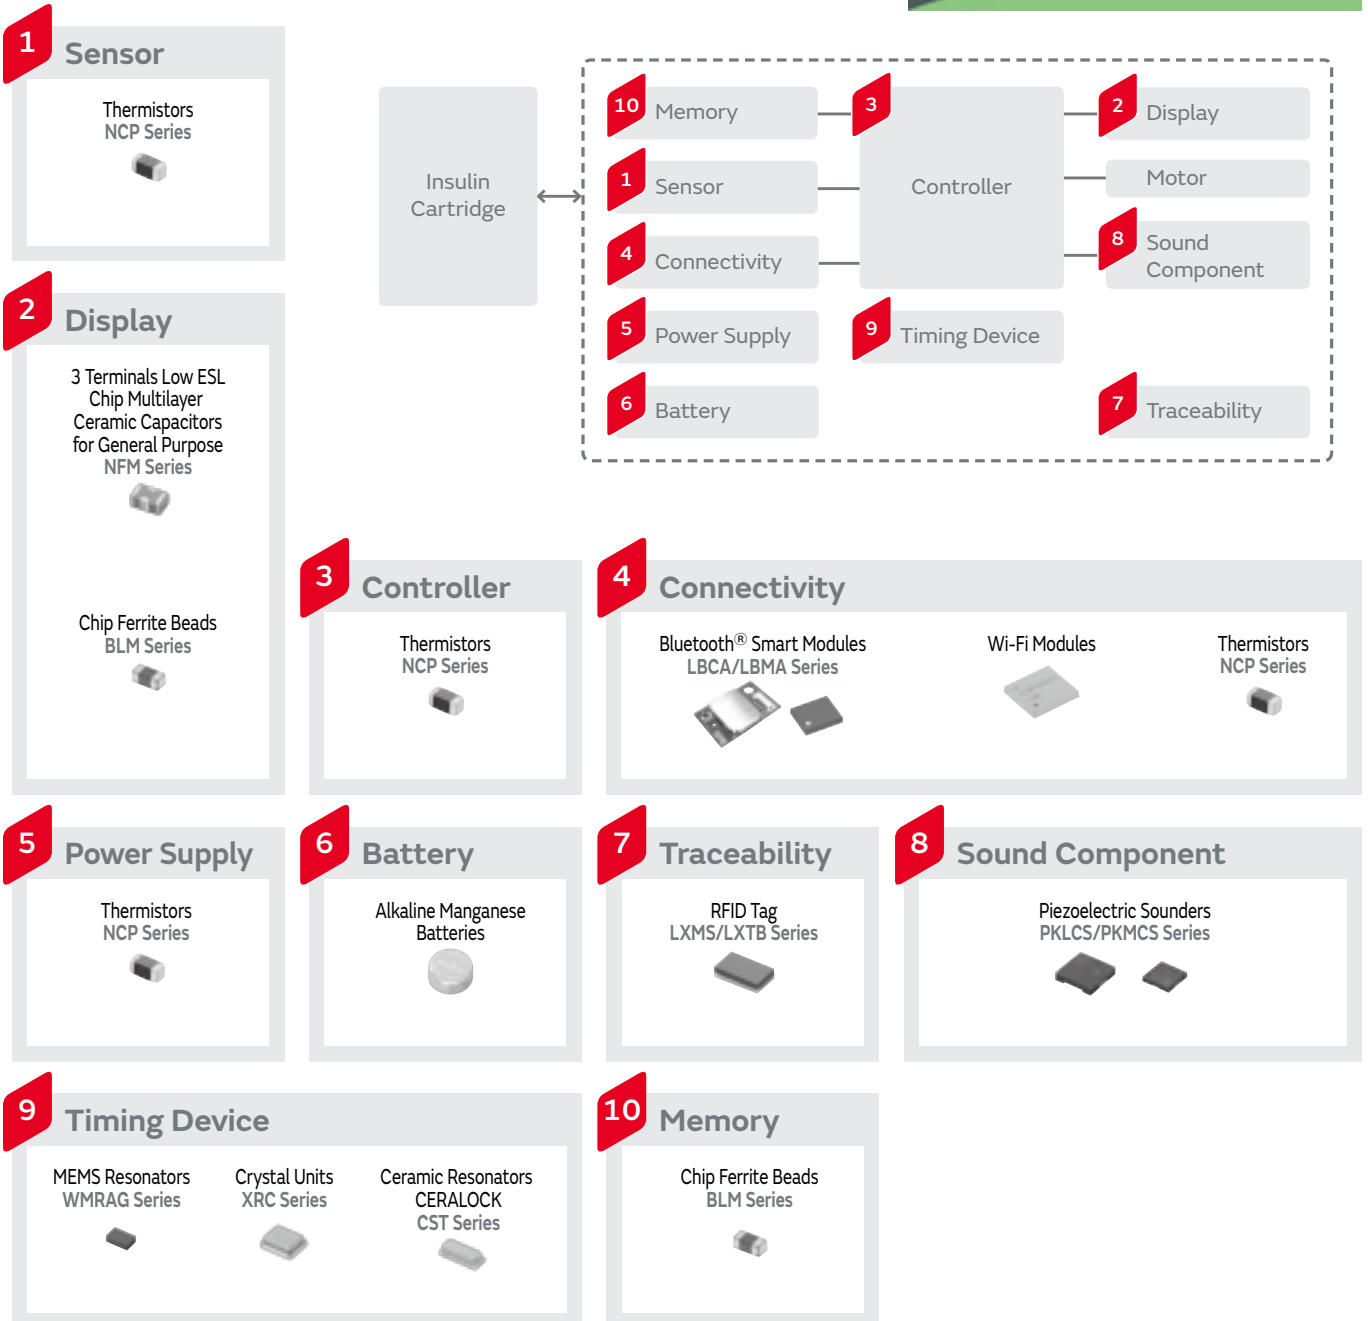 1
Sensor
Thermistors
NCP Series
Insulin
Cartridge
10
Memory
1
Sensor
4
Connectivity
5
Power Supply
6
Battery
3
Controller
9
Timing Device
2
Display
Motor
8
Sound
Component
7
Traceability
2
Display
3 Terminals Low ESL
Chip Multilayer
Ceramic Capacitors
for General Purpose
NFM Series
Chip Ferrite Beads
BLM Series
3
Controller
Thermistors
NCP Series
4
Connectivity
Bluetooth® Smart Modules
LBCA/LBMA Series
Wi-Fi Modules
Thermistors
NCP Series
5
Power Supply
Thermistors
NCP Series
6
Battery
Alkaline Manganese
Batteries
7
Traceability
RFID Tag
LXMS/LXTB Series
8
Sound Component
Piezoelectric Sounders
PKLCS/PKMCS Series
9
Timing Device
MEMS Resonators
WMRAG Series
Crystal Units
XRC Series
Ceramic Resonators
CERALOCK
CST Series
10
Memory
Chip Ferrite Beads
BLM Series